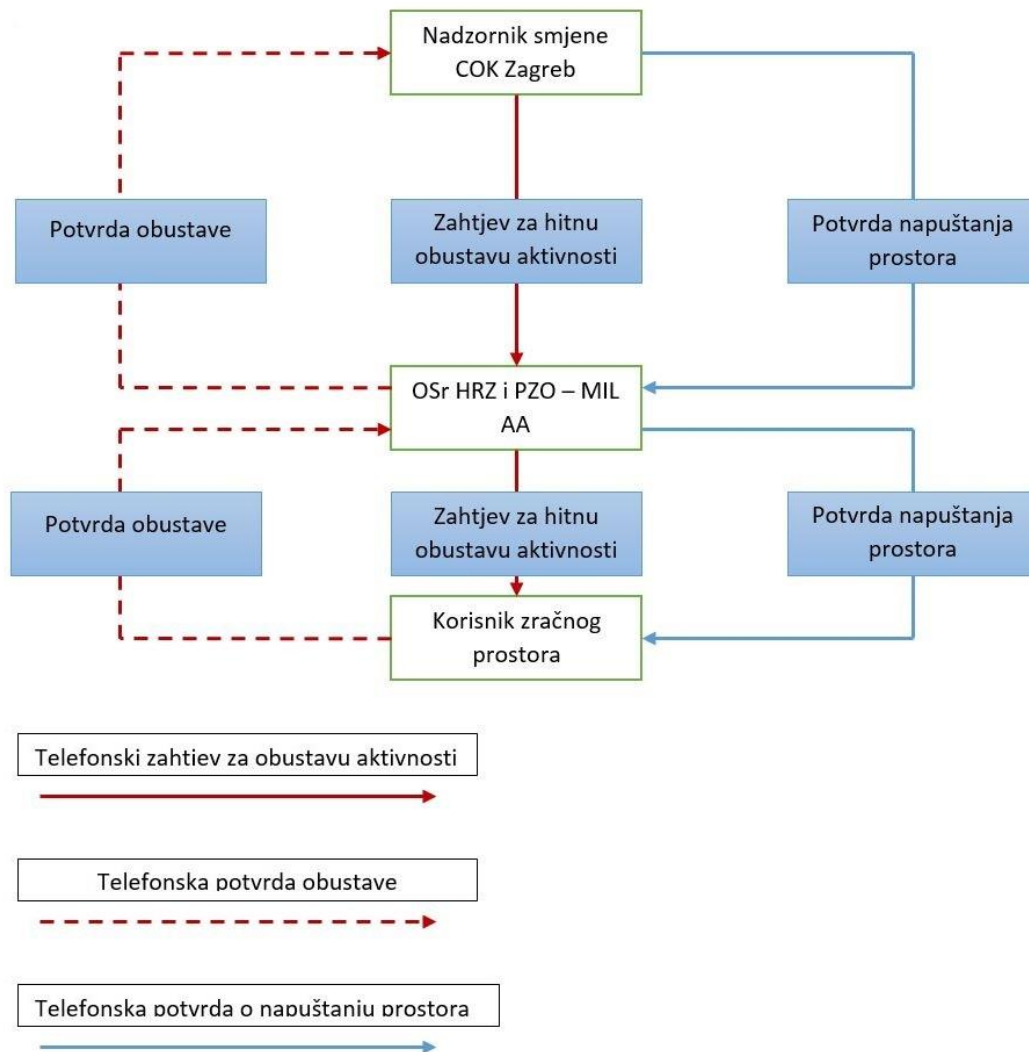 Nadzornik smjene
COK Zagreb
Potvrda obustave
Zahtjev za hitnu
obustavu aktivnosti
Potvrda napuštanja
prostora
OSr HRZ i PZO – MIL
AA
Potvrda obustave
Zahtjev za hitnu
obustavu aktivnosti
Potvrda napuštanja
prostora
Korisnik zračnog
prostora
Telefonski zahtjev za obustavu aktivnosti
Telefonska potvrda obustave
Telefonska potvrda o napuštanju prostora